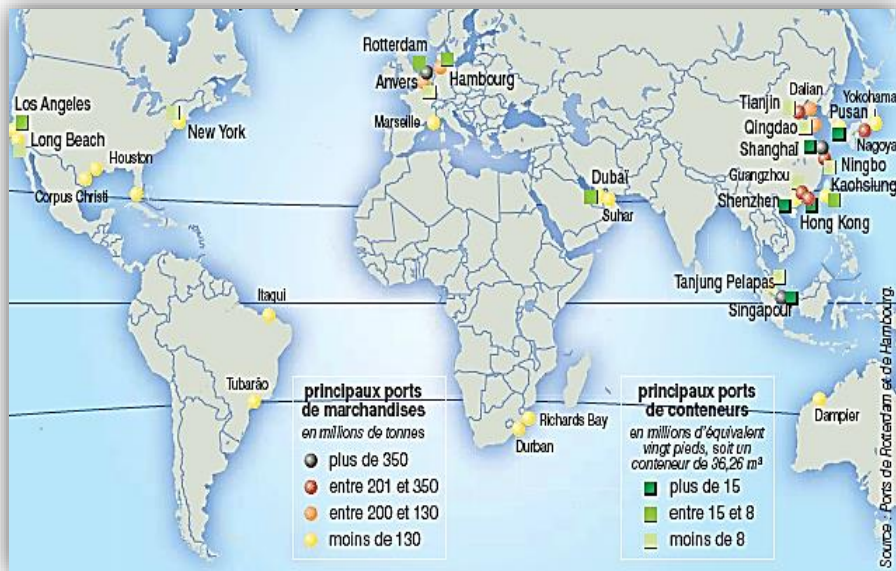 Rotterdam
Anvers
Hambourg
Los Angeles
Long Beach
New York
Marseille
Houston
Corpus Christi
Dubaï
Suhar
Tianjin
Dalian
Pusan
Yokohama
Qingdao
Nagoya
Shanghaï
Ningbo
Guangzhou
Kaohsiung
Shenzhen
Hong Kong
Tanjung Pelapas
Singapour
Itaqui
Tubarão
Richards Bay
Durban
Dampier
principaux ports
de marchandises
en millions de tonnes
plus de 350
entre 201 et 350
entre 200 et 130
moins de 130
principaux ports
de conteneurs
en millions d'équivalent
vingt pieds, soit un
conteneur de 36,26 m³
plus de 15
entre 15 et 8
moins de 8
Source : Ports de Rotterdam et de Hambourg.